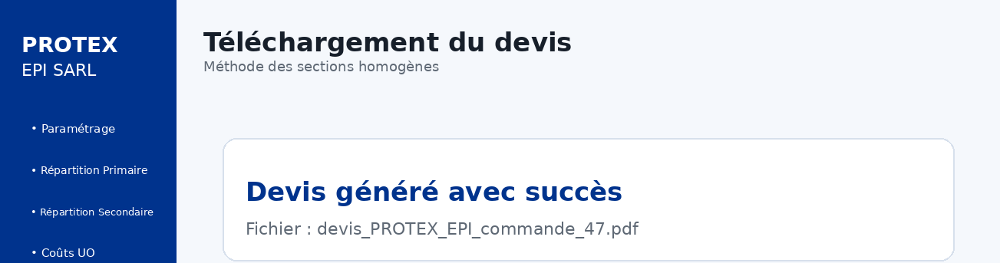 PROTEX
EPI SARL
• Paramétrage
• Répartition Primaire
• Répartition Secondaire
• Coûts UO
Téléchargement du devis
Méthode des sections homogènes
Devis généré avec succès
Fichier : devis_PROTEX_EPI_commande_47.pdf